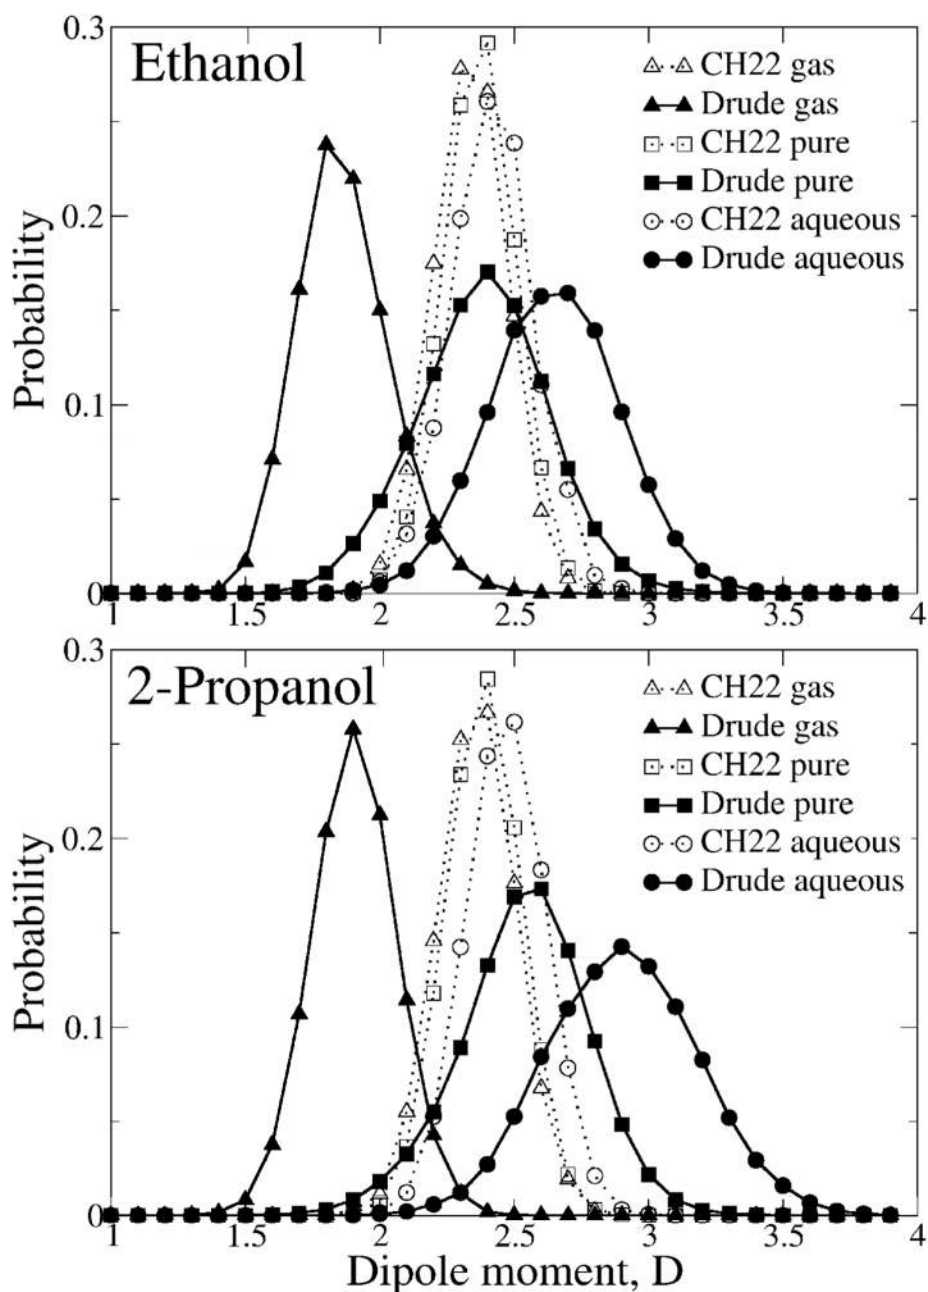 0.3
Ethanol
CH22 gas
Drude gas
CH22 pure
0.2
Drude pure
CH22 aqueous
Drude aqueous
Probability
0.1
0
1 1.5 2 2.5 3 3.5 4
0.3
2-Propanol
CH22 gas
Drude gas
CH22 pure
Drude pure
0.2
CH22 aqueous
Drude aqueous
Probability
0.1
0
1 1.5 2 2.5 3 3.5 4
Dipole moment, D